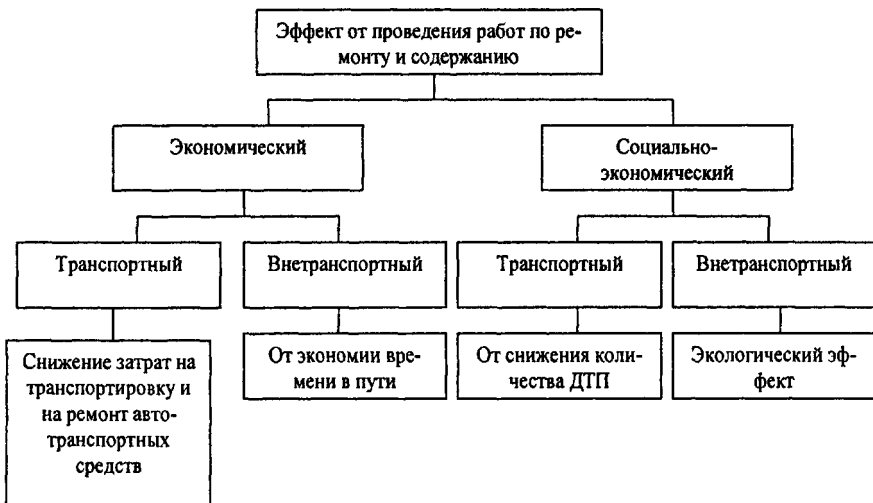 Эффект от проведения работ по ре-
монту и содержанию
Экономический
Социально-
экономический
Транспортный
Внетранспортный
Транспортный
Внетранспортный
Снижение затрат на
транспортировку и
на ремонт авто-
транспортных
средств
От экономии вре-
мени в пути
От снижения коли-
чества ДТП
Экологический эф-
фект